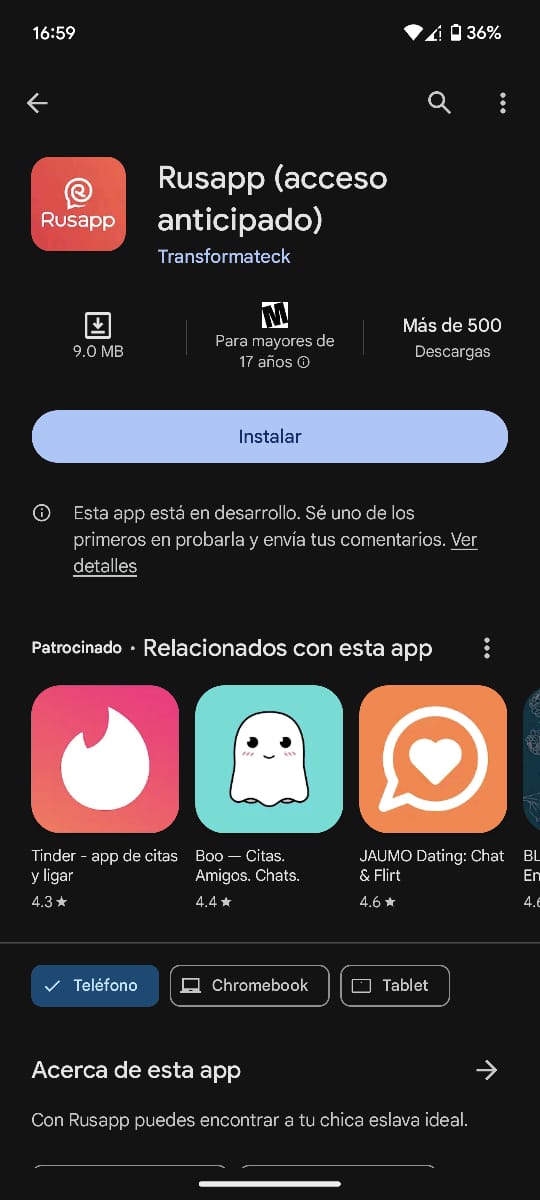 16:59
36%
Rusapp
Rusapp (acceso
anticipado)
Transformateck
9.0 MB
M
Para mayores de
17 años
Más de 500
Descargas
Instalar
Esta app está en desarrollo. Sé uno de los
primeros en probarla y envía tus comentarios. Ver
detalles
Patrocinado • Relacionados con esta app
Tinder - app de citas
y ligar
4.3 ★
Boo — Citas.
Amigos. Chats.
4.4 ★
JAUMO Dating: Chat
& Flirt
4.6 ★
BL
En
4.6
Teléfono
Chromebook
Tablet
Acerca de esta app
Con Rusapp puedes encontrar a tu chica eslava ideal.